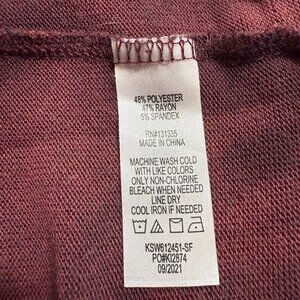 48% POLYESTER
47% RAYON
5% SPANDEX
RN#131335
MADE IN CHINA
MACHINE WASH COLD
WITH LIKE COLORS
ONLY NON-CHLORINE
BLEACH WHEN NEEDED
LINE DRY
COOL IRON IF NEEDED
KSW612451-SF
PO#KI2874
09/2021